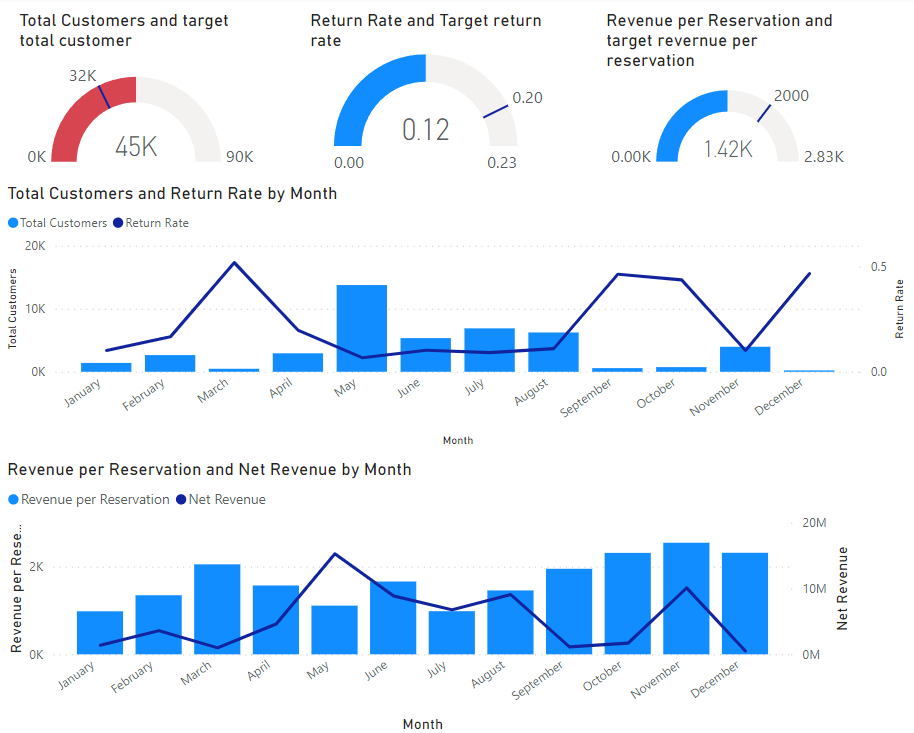 Total Customers and target
total customer
32K
0K
45K
90K
Return Rate and Target return
rate
0.20
0.12
0.00
0.23
Revenue per Reservation and
target revernue per
reservation
2000
0.00K
1.42K
2.83K
Total Customers and Return Rate by Month
Total Customers Return Rate
Total Customers
20K
10K
0K
0.5
0.0
Return Rate
January February March April May June July August September October November December
Month
Revenue per Reservation and Net Revenue by Month
Revenue per Reservation Net Revenue
Revenue per Rese...
2K
0K
20M
10M
0M
Net Revenue
January February March April May June July August September October November December
Month